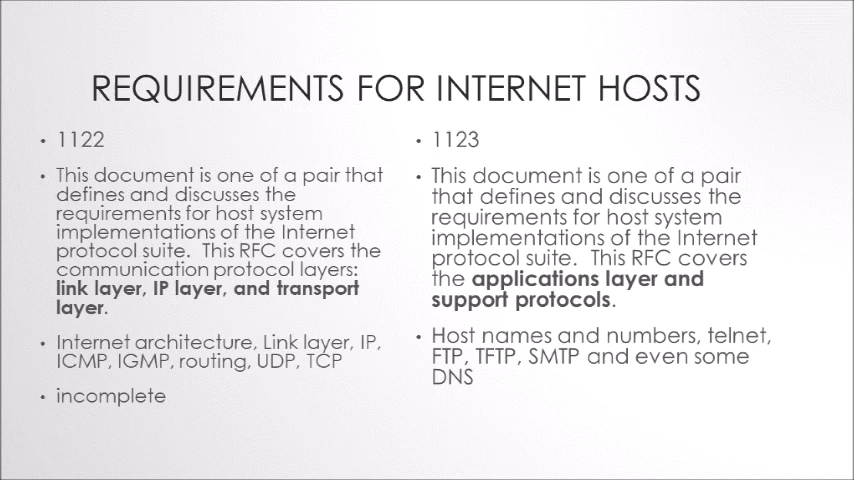 REQUIREMENTS FOR INTERNET HOSTS
• 1122
• This document is one of a pair that
defines and discusses the
requirements for host system
implementations of the Internet
protocol suite.  This RFC covers the
communication protocol layers:
link layer, IP layer, and transport
layer.
• Internet architecture, Link layer, IP,
ICMP, IGMP, routing, UDP, TCP
• incomplete
• 1123
• This document is one of a pair
that defines and discusses the
requirements for host system
implementations of the Internet
protocol suite.  This RFC covers
the applications layer and
support protocols.
• Host names and numbers, telnet,
FTP, TFTP, SMTP and even some
DNS